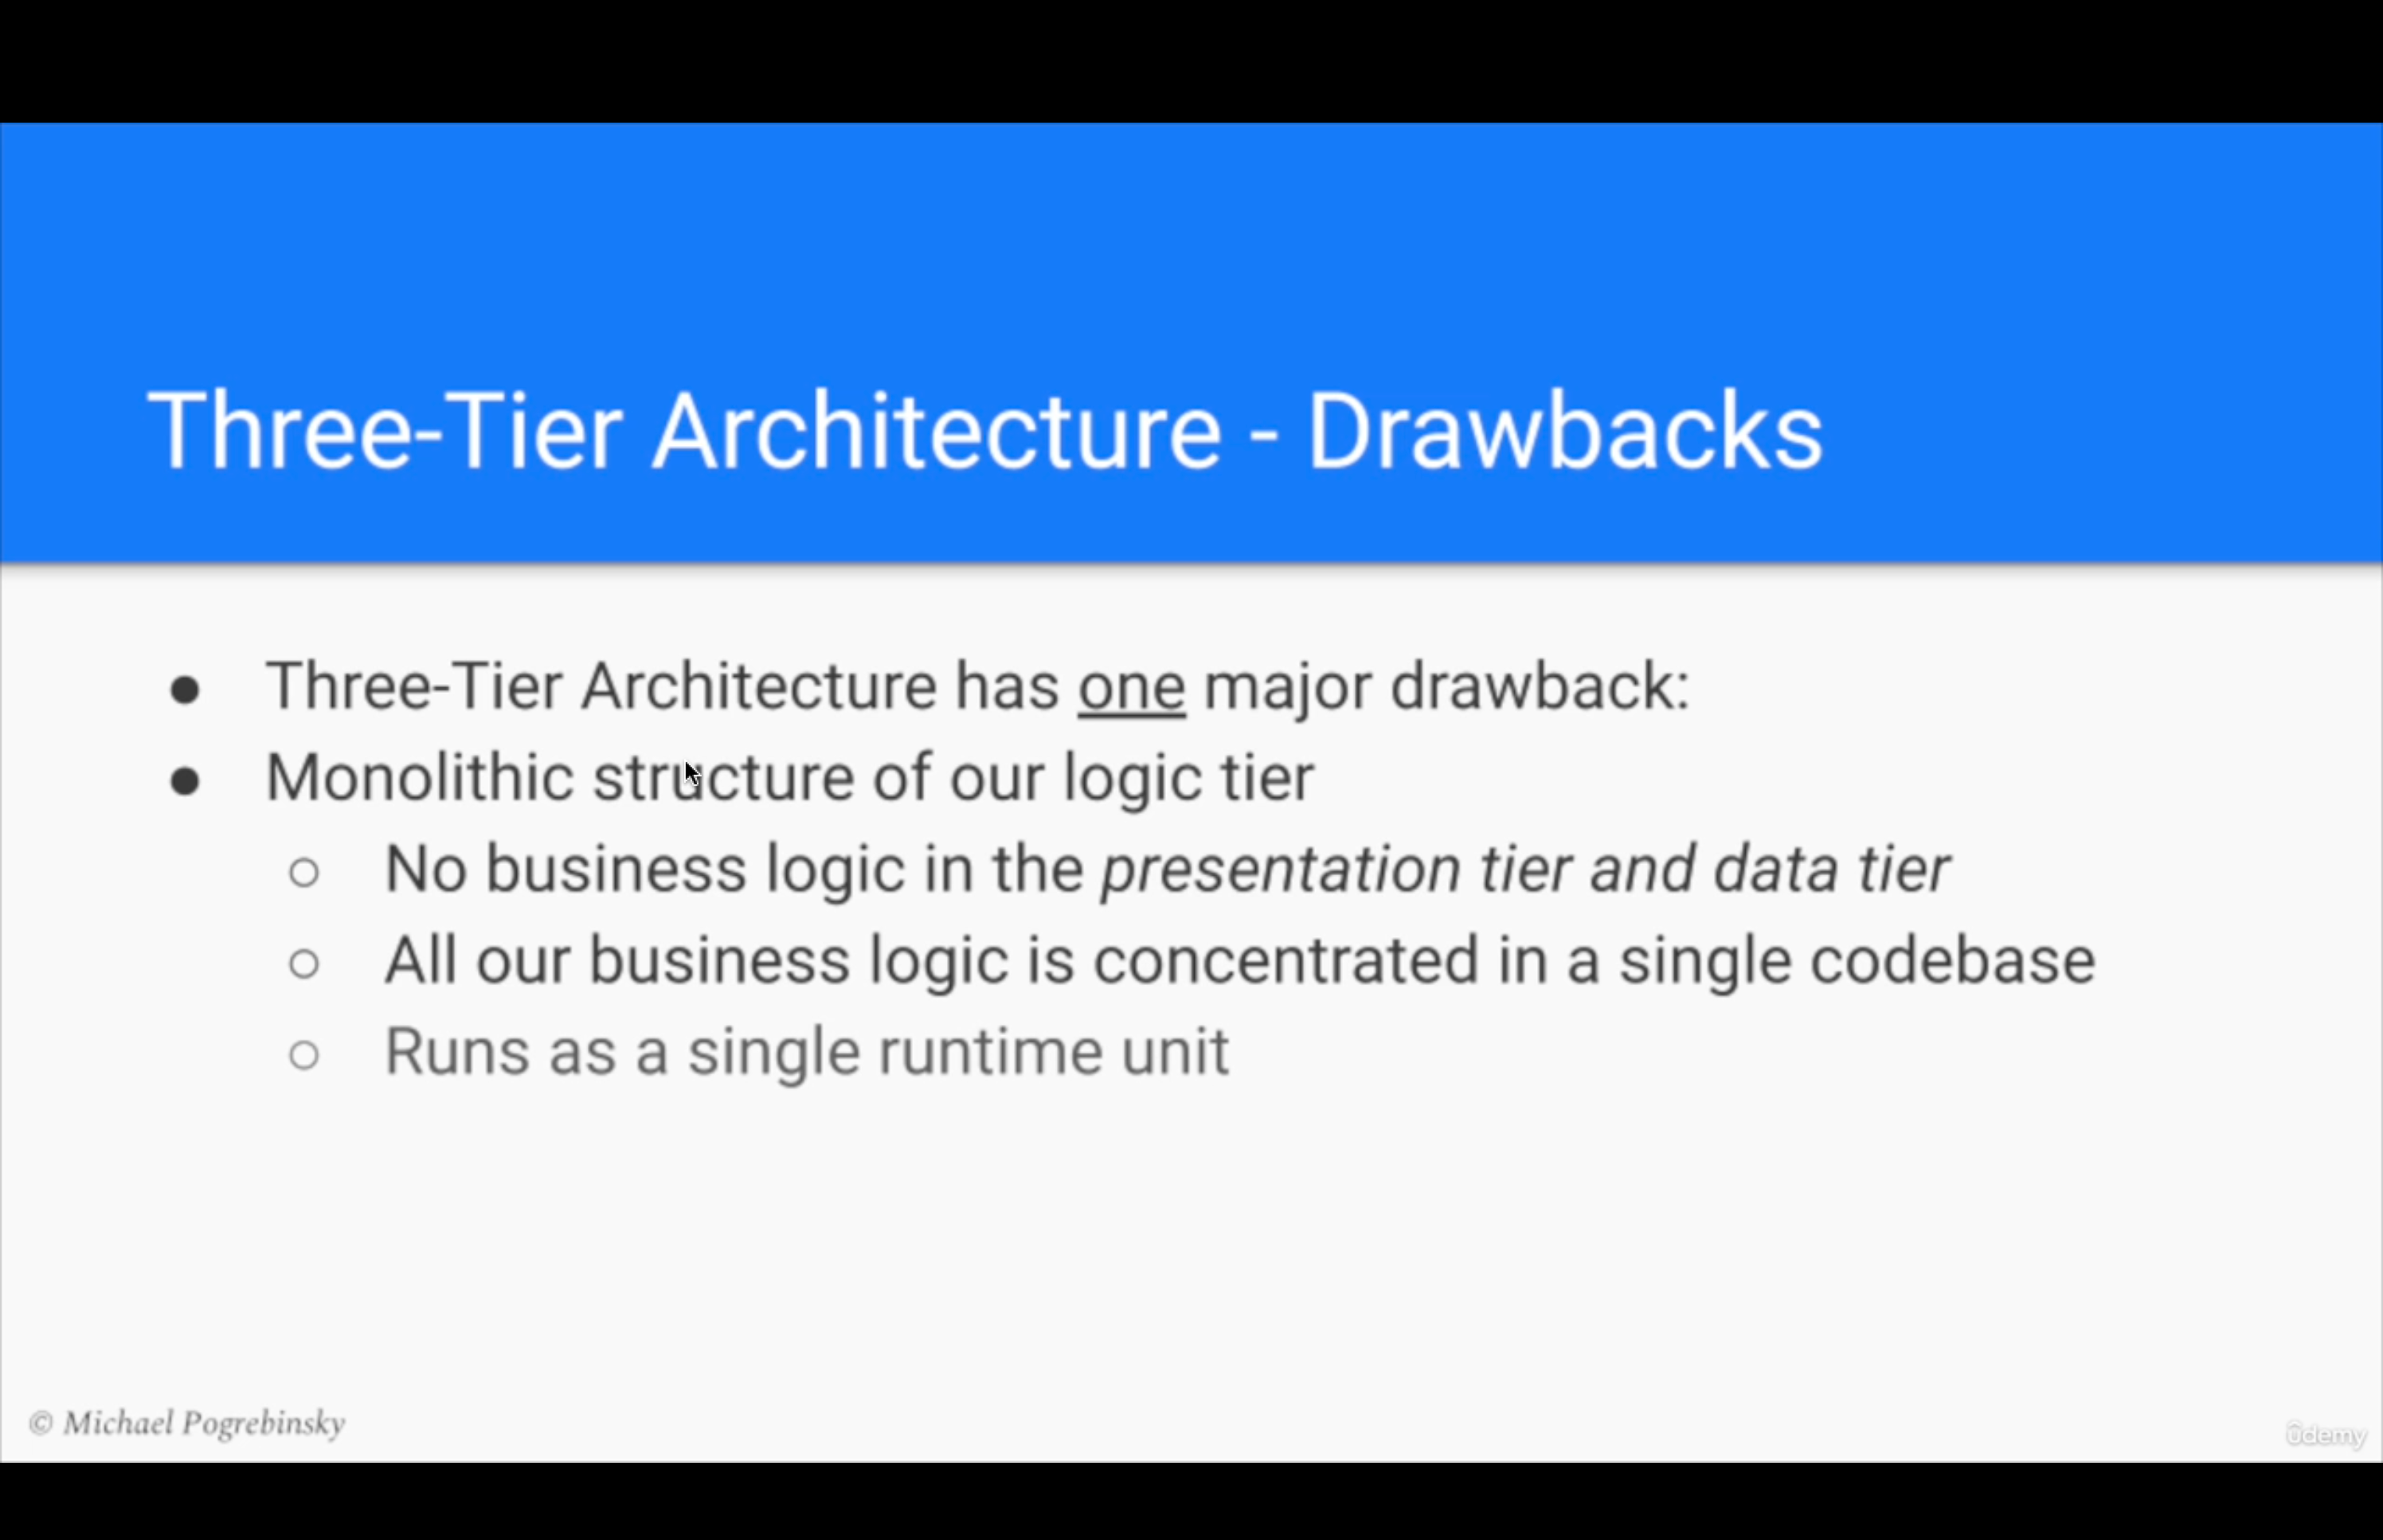 Three-Tier Architecture - Drawbacks
● Three-Tier Architecture has one major drawback:
● Monolithic structure of our logic tier
○ No business logic in the presentation tier and data tier
○ All our business logic is concentrated in a single codebase
○ Runs as a single runtime unit
© Michael Pogrebinsky
ûdemy